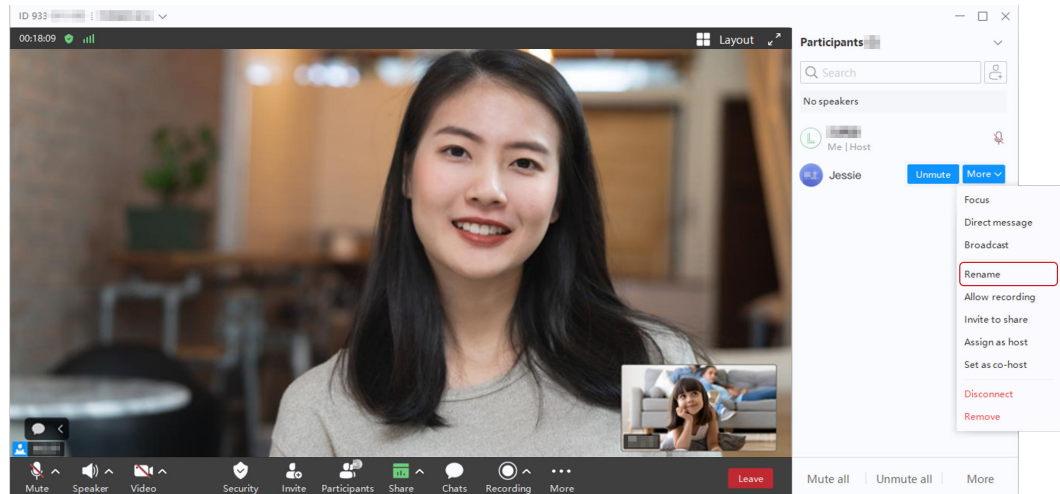 ID 933
00:18:09
Layout
Participants
Search
No speakers
L
Me | Host
Jessie
Unmute
More
Focus
Direct message
Broadcast
Rename
Allow recording
Invite to share
Assign as host
Set as co-host
Disconnect
Remove
Mute
Speaker
Video
Security
Invite
Participants
Share
Chats
Recording
More
Leave
Mute all
Unmute all
More